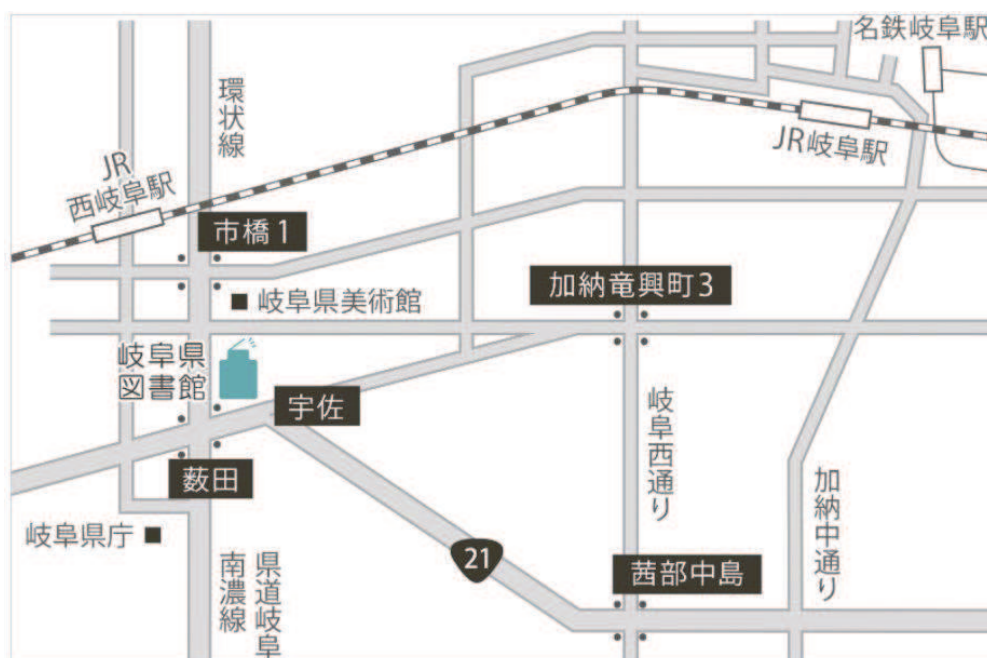 名鉄岐阜駅
環状線
JR岐阜駅
JR
西岐阜駅
市橋1
岐阜県美術館
加納竜興町3
岐阜県
図書館
宇佐
岐阜西通り
薮田
加納中通り
岐阜県庁
21
茜部中島
県道岐阜
南濃線